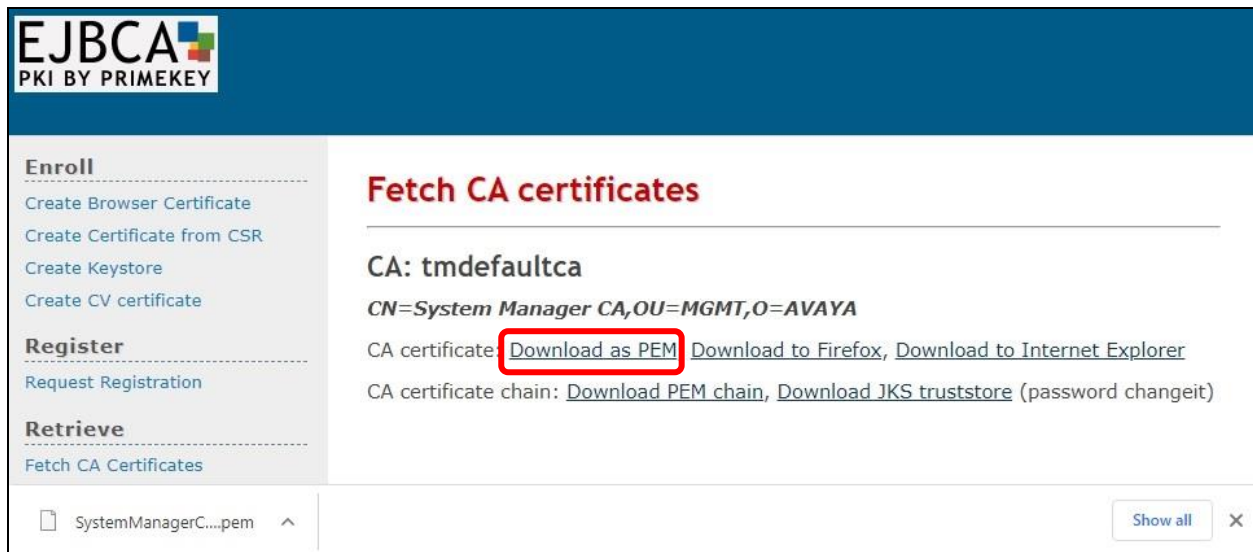 EJBCA
PKI BY PRIMEKEY
Enroll
Create Browser Certificate
Create Certificate from CSR
Create Keystore
Create CV certificate
Register
Request Registration
Retrieve
Fetch CA Certificates
Fetch CA certificates
CA: tmdefaultca
CN=System Manager CA,OU=MGMT,O=AVAYA
CA certificate: Download as PEM, Download to Firefox, Download to Internet Explorer
CA certificate chain: Download PEM chain, Download JKS truststore (password changeit)
SystemManagerC....pem
Show all